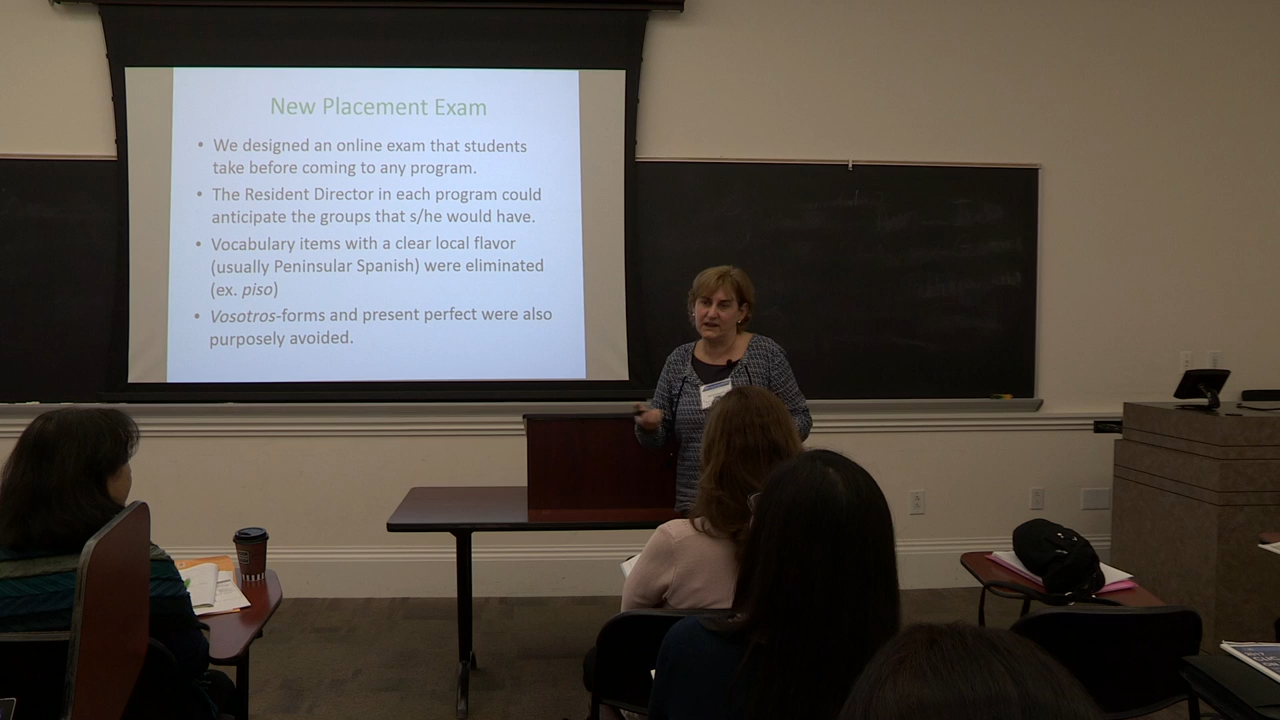 New Placement Exam
• We designed an online exam that students
take before coming to any program.
• The Resident Director in each program could
anticipate the groups that s/he would have.
• Vocabulary items with a clear local flavor
(usually Peninsular Spanish) were eliminated
(ex. piso)
• Vosotros-forms and present perfect were also
purposely avoided.